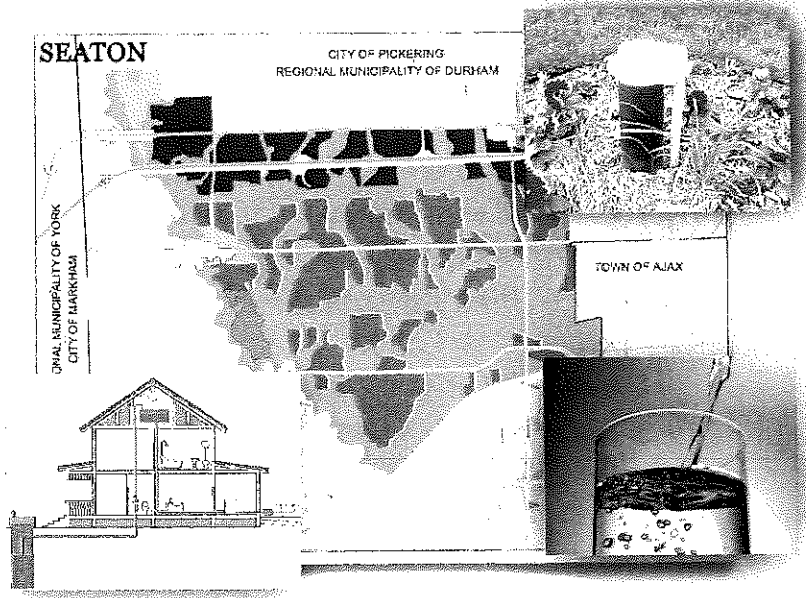 SEATON
CITY OF PICKERING
REGIONAL MUNICIPALITY OF DURHAM
ONAL MUNICIPALITY OF YORK
CITY OF MARKHAM
TOWN OF AJAX